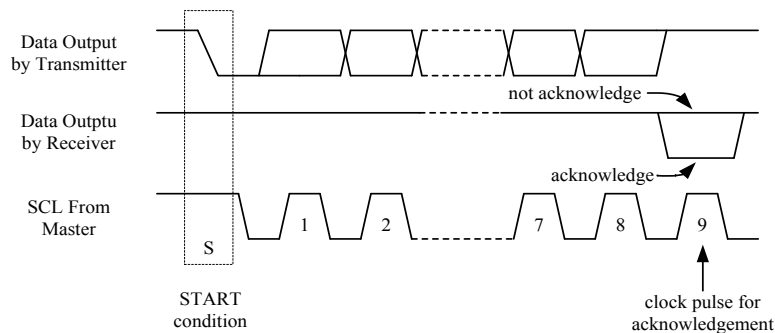 Data Output
by Transmitter
not acknowledge
Data Outptu
by Receiver
acknowledge
SCL From
Master
1
2
7
8
9
S
START
condition
clock pulse for
acknowledgement